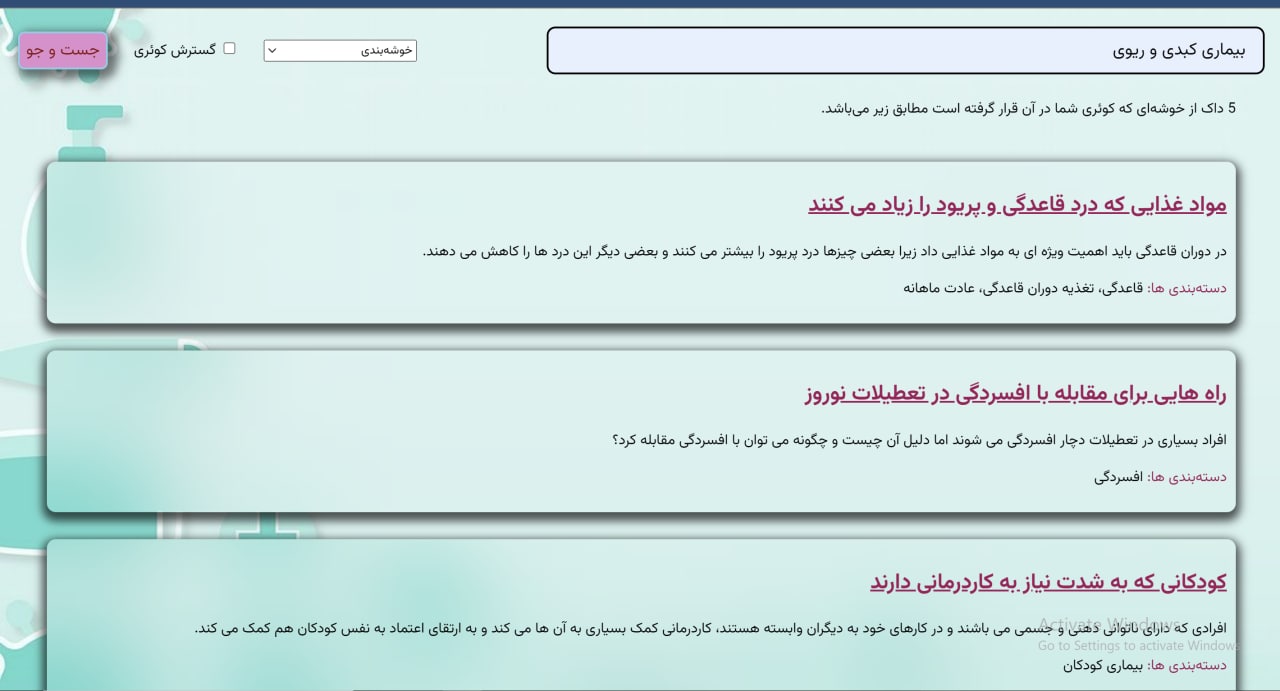 بیماری کبدی و ریوی
خوشه‌بندی
گسترش کوئری
جست و جو
5 داک از خوشه‌ای که کوئری شما در آن قرار گرفته است مطابق زیر می‌باشد.
مواد غذایی که درد قاعدگی و پریود را زیاد می کنند
در دوران قاعدگی باید اهمیت ویژه ای به مواد غذایی داد زیرا بعضی چیزها درد پریود را بیشتر می کنند و بعضی دیگر این درد ها را کاهش می دهند.
دسته‌بندی ها: قاعدگی، تغذیه دوران قاعدگی، عادت ماهانه
راه هایی برای مقابله با افسردگی در تعطیلات نوروز
افراد بسیاری در تعطیلات دچار افسردگی می شوند اما دلیل آن چیست و چگونه می توان با افسردگی مقابله کرد؟
دسته‌بندی ها: افسردگی
کودکانی که به شدت نیاز به کاردرمانی دارند
افرادی که دارای ناتوانی ذهنی و جسمی می باشند و در کارهای خود به دیگران وابسته هستند، کاردرمانی کمک بسیاری به آن ها می کند و به ارتقای اعتماد به نفس کودکان هم کمک می کند.
دسته‌بندی ها: بیماری کودکان
Activate Windows
Go to Settings to activate Windows.